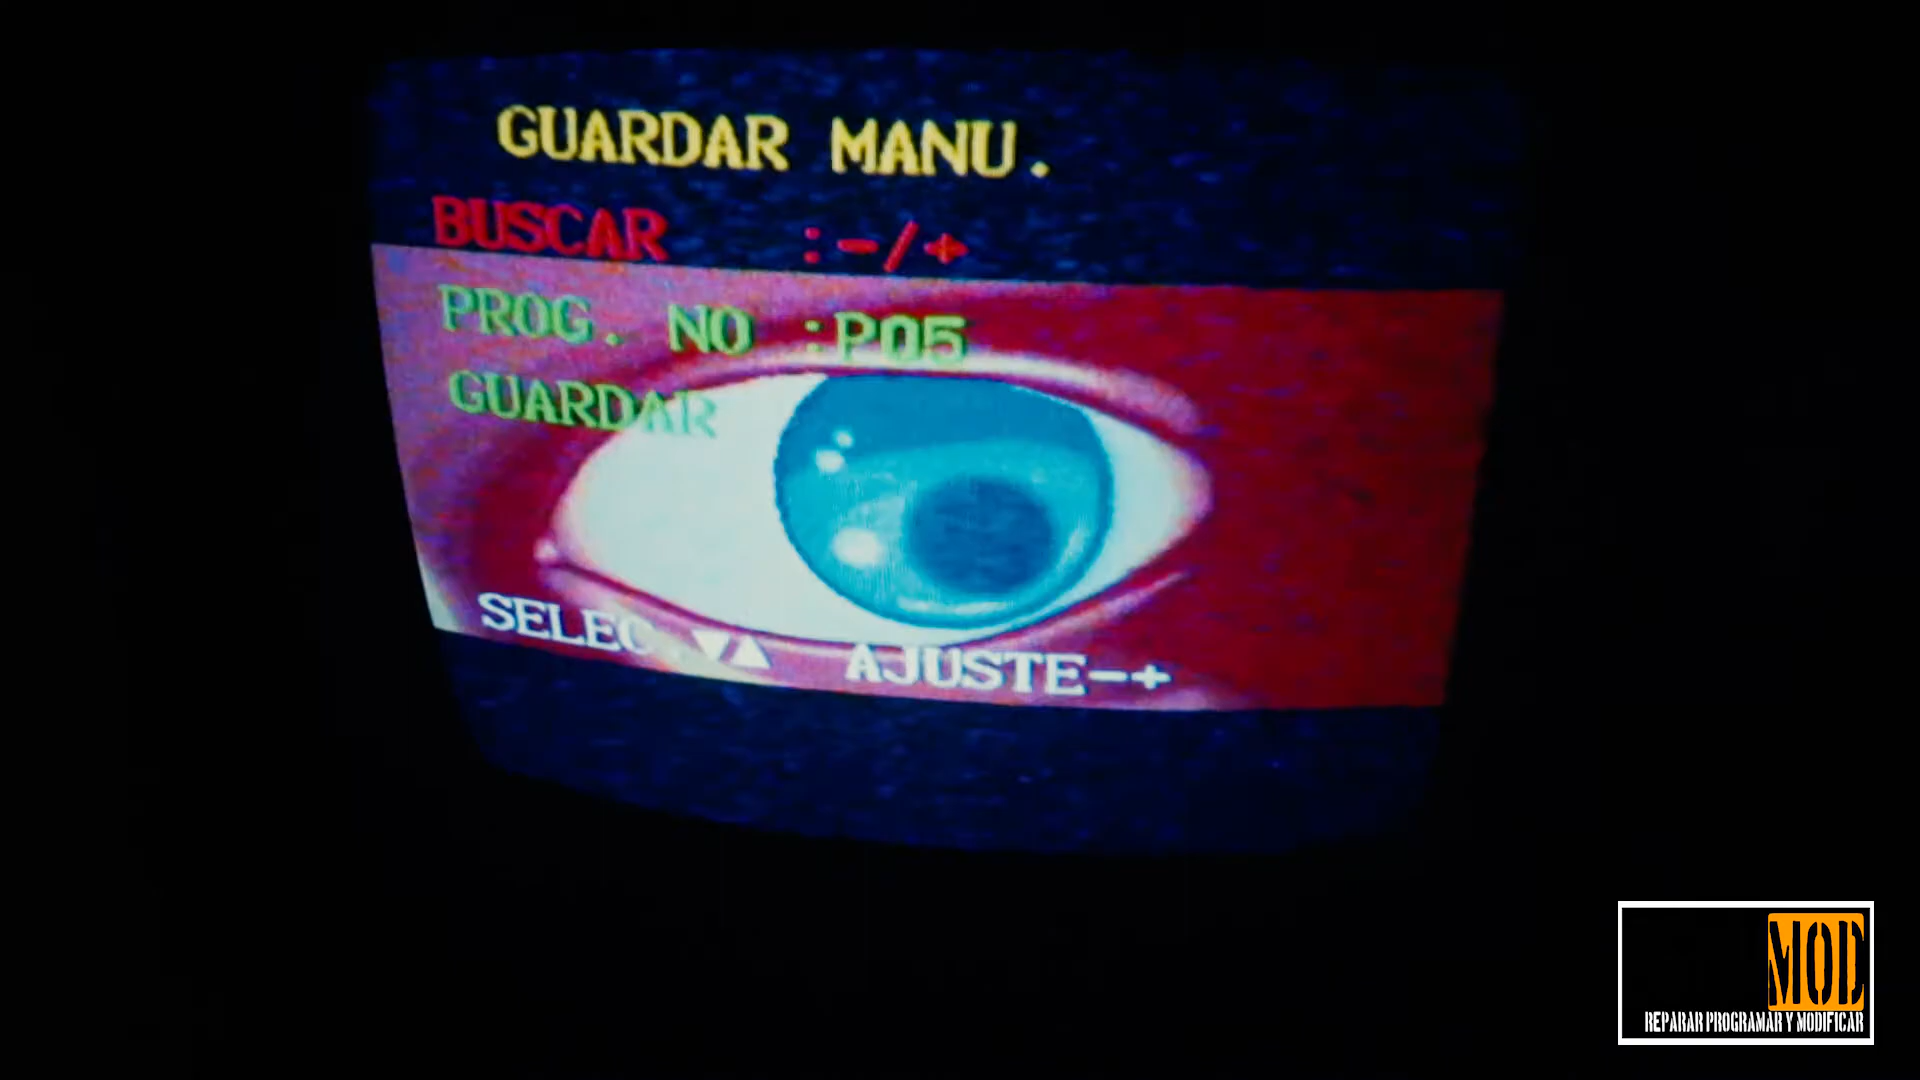 GUARDAR MANU.
BUSCAR :-/+
PROG. NO :P05
GUARDAR
SELEC.▼▲ AJUSTE-+
MOD
REPARAR PROGRAMAR Y MODIFICAR